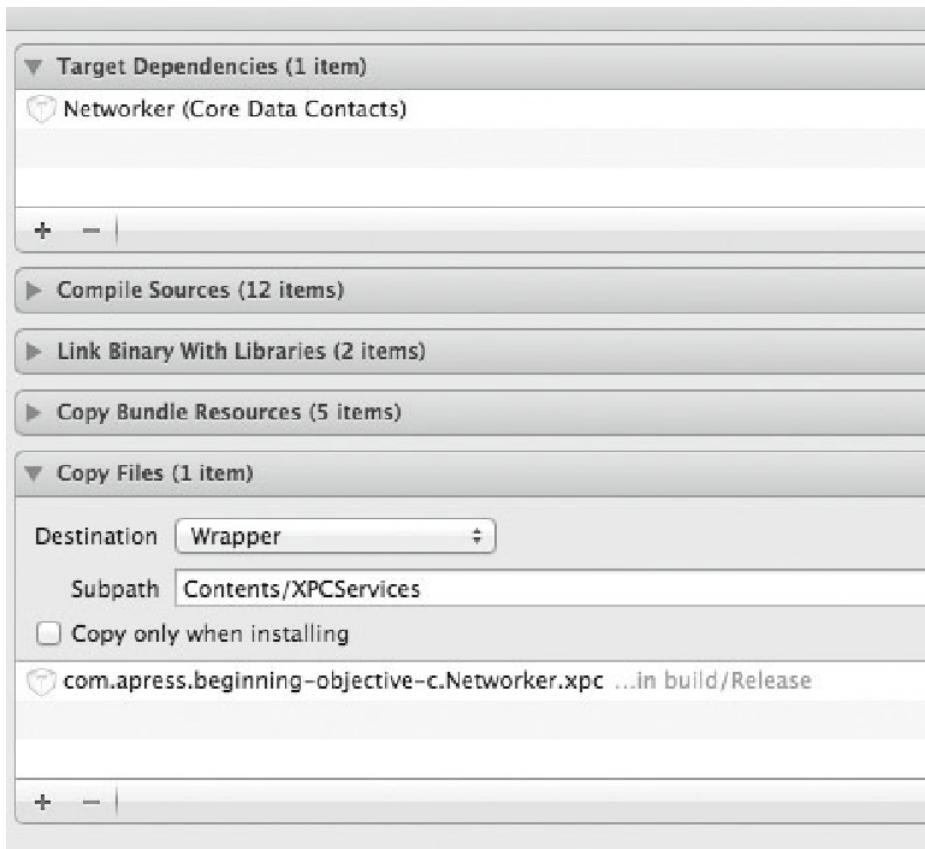 Target Dependencies (1 item)
Networker (Core Data Contacts)
Compile Sources (12 items)
Link Binary With Libraries (2 items)
Copy Bundle Resources (5 items)
Copy Files (1 item)
Destination Wrapper
Subpath Contents/XPCServices
Copy only when installing
com.apress.beginning-objective-c.Networker.xpc ...in build/Release